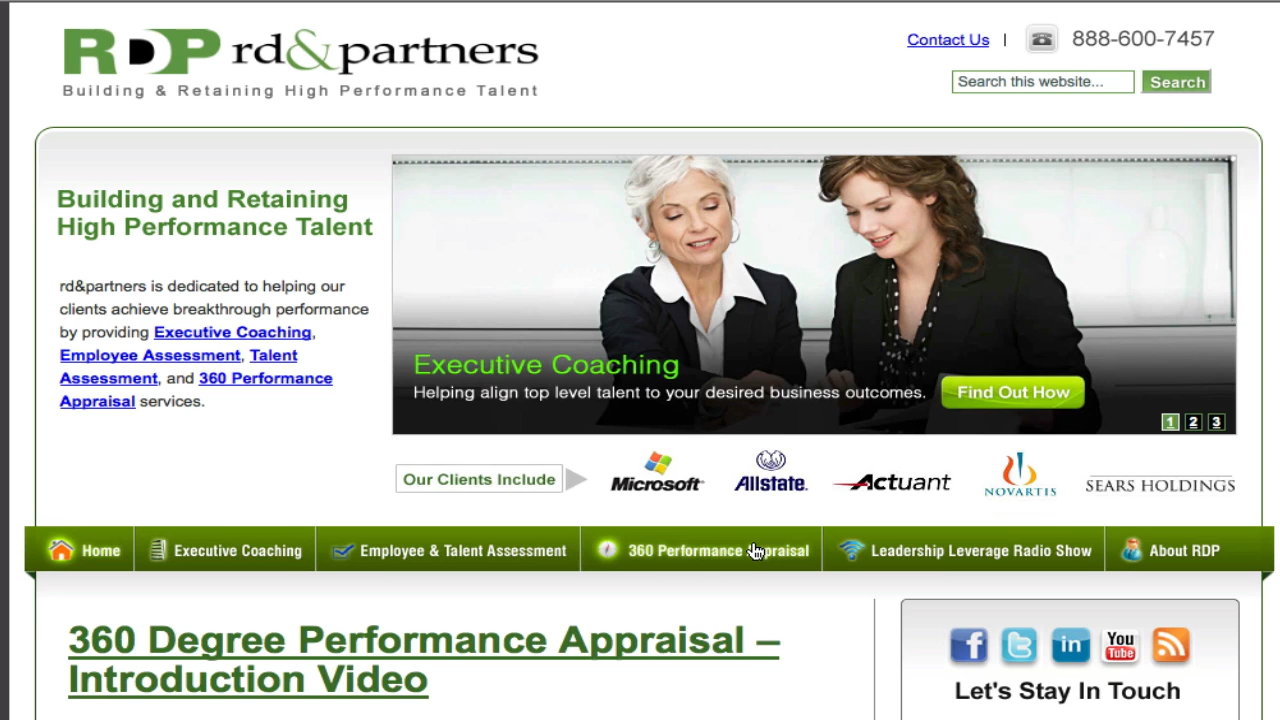 RDP rd&partners
Building & Retaining High Performance Talent
Contact Us | 888-600-7457
Search this website... Search
Building and Retaining
High Performance Talent
rd&partners is dedicated to helping our
clients achieve breakthrough performance
by providing Executive Coaching,
Employee Assessment, Talent
Assessment, and 360 Performance
Appraisal services.
Executive Coaching
Helping align top level talent to your desired business outcomes. Find Out How
1 2 3
Our Clients Include Microsoft Allstate. Actuant NOVARTIS SEARS HOLDINGS
Home Executive Coaching Employee & Talent Assessment 360 Performance Appraisal Leadership Leverage Radio Show About RDP
360 Degree Performance Appraisal –
Introduction Video
f t in You Tube
Let's Stay In Touch